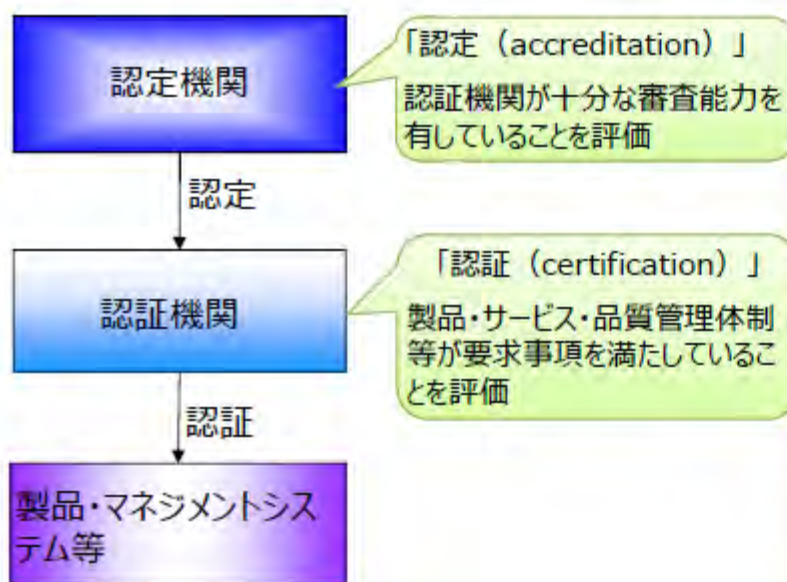 認定機関
「認定（accreditation）」
認証機関が十分な審査能力を
有していることを評価
認定
認証機関
「認証（certification）」
製品・サービス・品質管理体制
等が要求事項を満たしているこ
とを評価
認証
製品・マネジメントシス
テム等